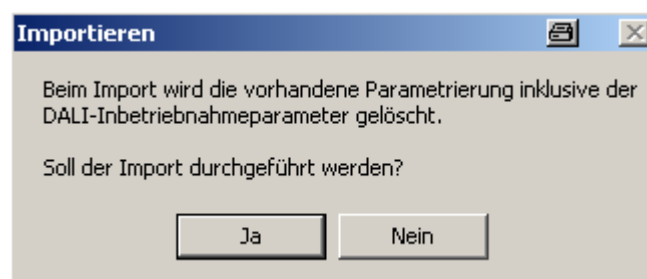 Importieren
Beim Import wird die vorhandene Parametrierung inklusive der
DALI-Inbetriebnahmeparameter gelöscht.
Soll der Import durchgeführt werden?
Ja
Nein